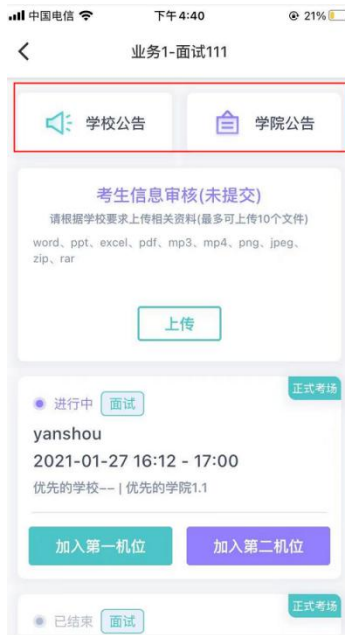 中国电信 下午4:40 21%
业务1-面试111
学校公告 学院公告
考生信息审核(未提交)
请根据学校要求上传相关资料(最多可上传10个文件)
word、ppt、excel、pdf、mp3、mp4、png、jpeg、
zip、rar
上传
正式考场
进行中 面试
yanshou
2021-01-27 16:12 - 17:00
优先的学校-- | 优先的学院1.1
加入第一机位 加入第二机位
正式考场
已结束 面试